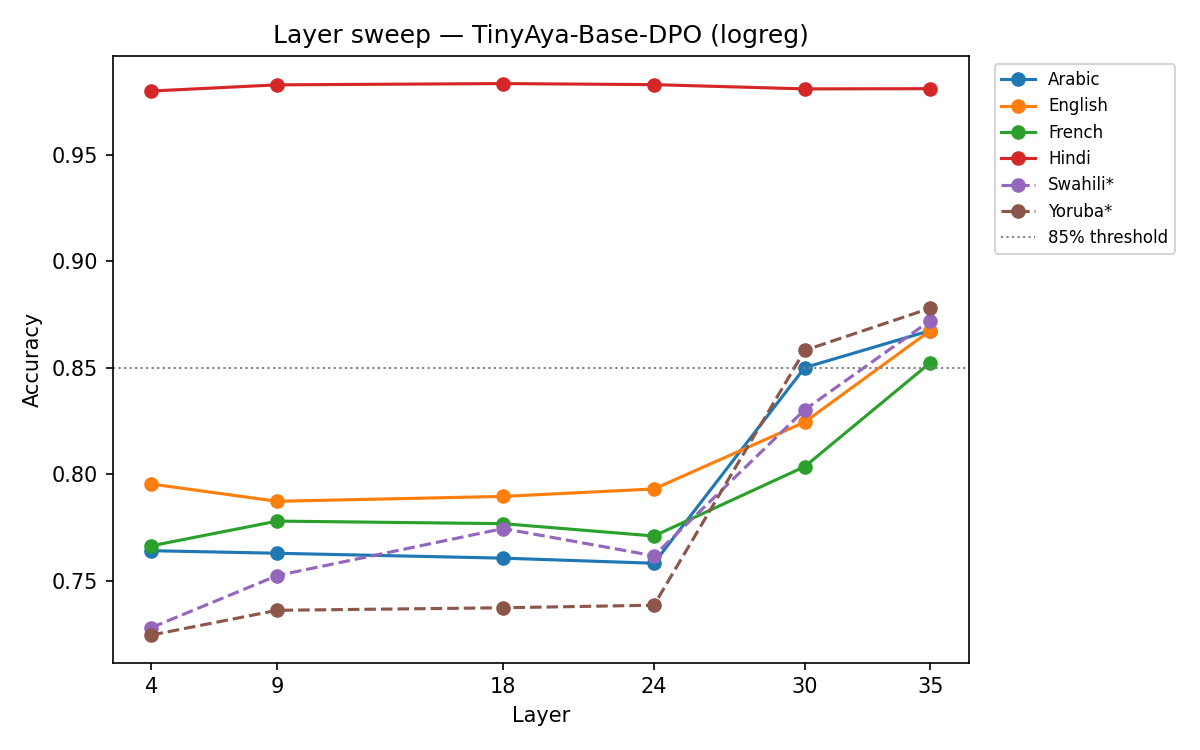 Layer sweep — TinyAya-Base-DPO (logreg)
Accuracy
0.95
0.90
0.85
0.80
0.75
4 9 18 24 30 35
Layer
Arabic
English
French
Hindi
Swahili*
Yoruba*
85% threshold